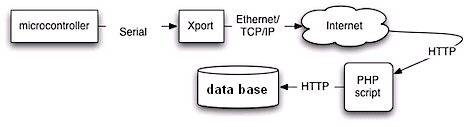 microcontroller
Serial
Xport
Ethernet/
TCP/IP
Internet
HTTP
PHP
script
HTTP
data base